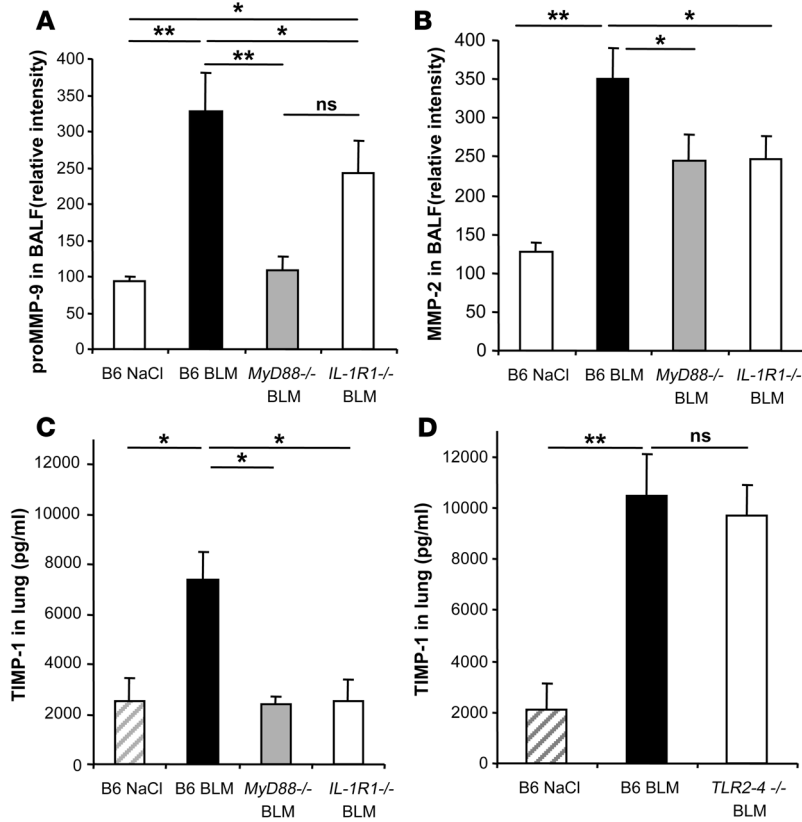 A
*
**
*
**
ns
proMMP-9 in BALF(relative intensity)
400
350
300
250
200
150
100
50
0
B6 NaCl
B6 BLM
MyD88-/-
BLM
IL-1R1-/-
BLM
B
**
*
*
MMP-2 in BALF(relative intensity)
400
350
300
250
200
150
100
50
0
B6 NaCl
B6 BLM
MyD88-/-
BLM
IL-1R1-/-
BLM
C
*
*
*
TIMP-1 in lung (pg/ml)
12000
10000
8000
6000
4000
2000
0
B6 NaCl
B6 BLM
MyD88-/-
BLM
IL-1R1-/-
BLM
D
**
ns
TIMP-1 in lung (pg/ml)
12000
10000
8000
6000
4000
2000
0
B6 NaCl
B6 BLM
TLR2-4 -/-
BLM